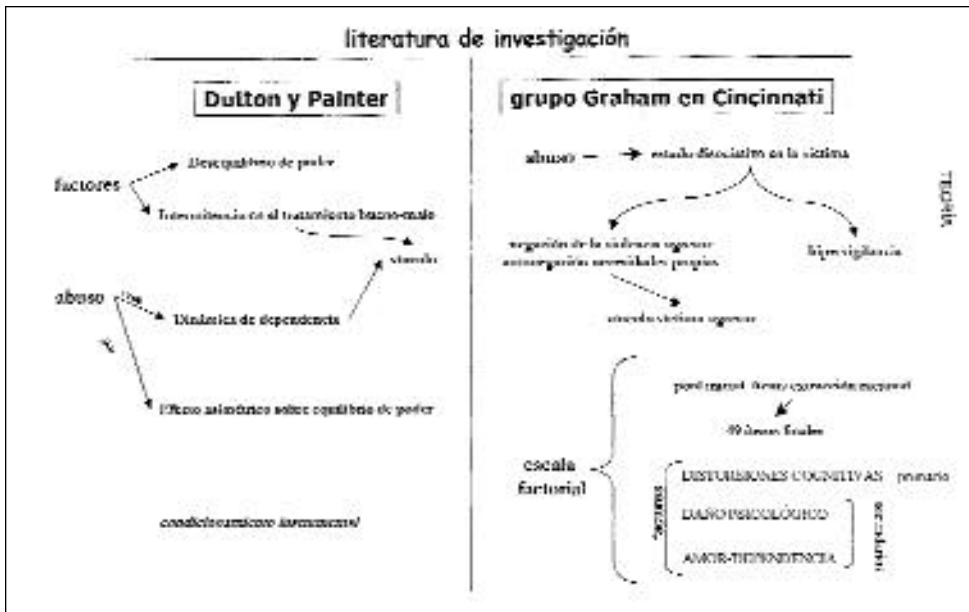 literatura de investigación
Dutton y Painter
factores
Desequilibrio de poder
Intermitencia en el tratamiento bueno-malo
vínculo
abuso
Dinámica de dependencia
Efecto asimétrico sobre equilibrio de poder
grupo Graham en Cincinnati
abuso
estado disociativo en la víctima
negación de la violencia agresor
autonegación necesidades propias
hipervigilancia
vínculo víctima agresor
TEORÍA
escala
factorial
49 ítems finales
factores
DISTORSIONES COGNITIVAS primario
DAÑO PSICOLÓGICO
AMOR-DEPENDENCIA
secundarios